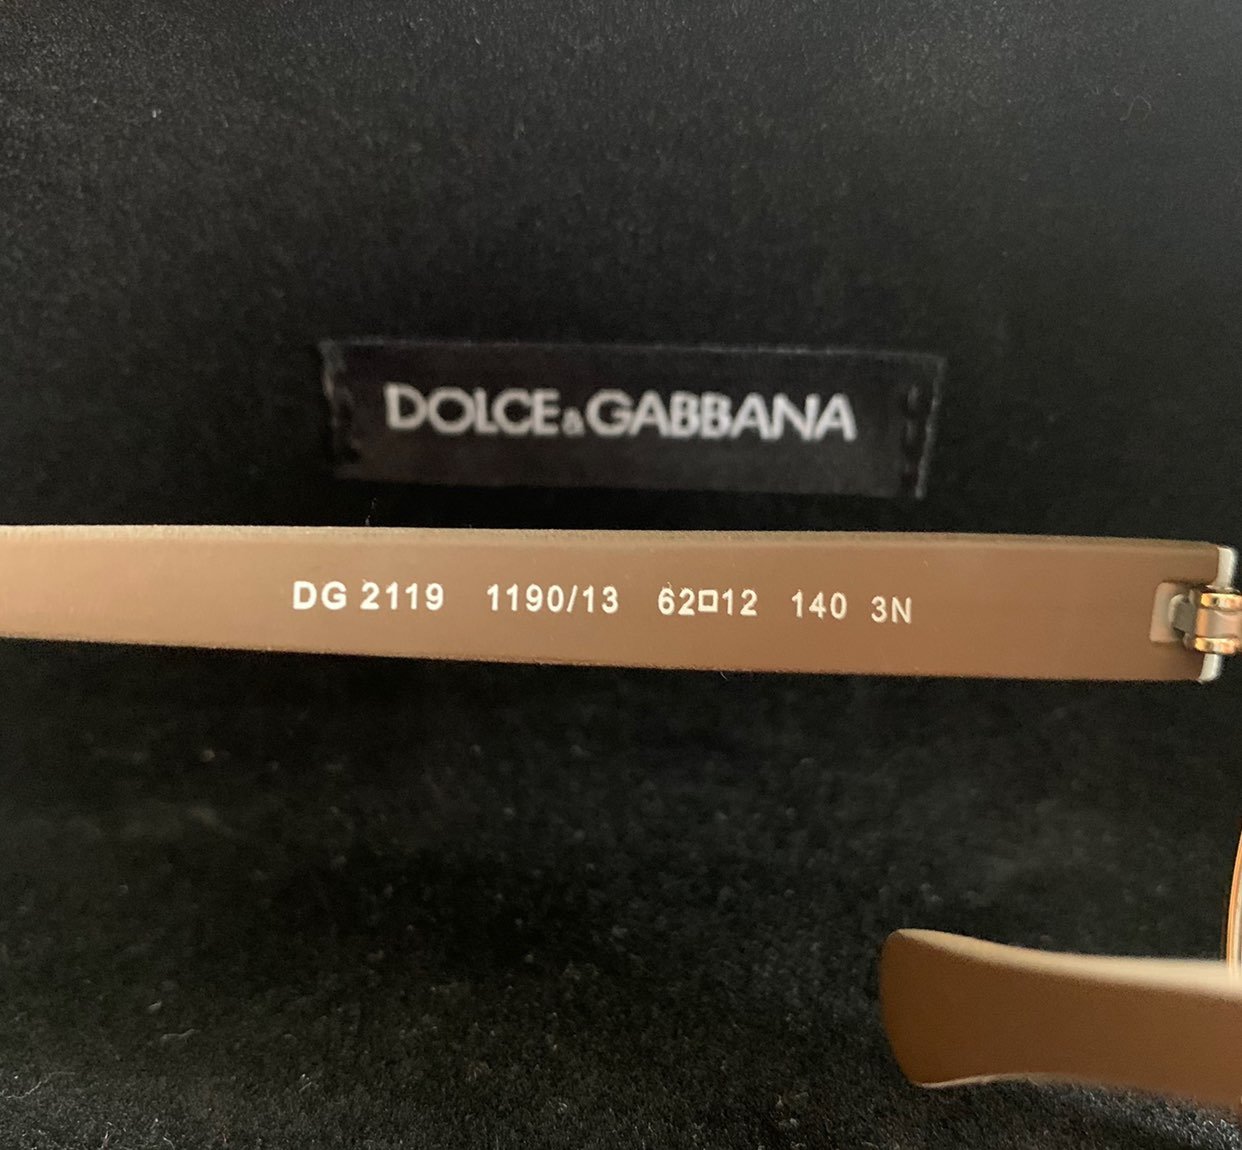 DOLCE&GABBANA
DG 2119 1190/13 62□12 140 3N